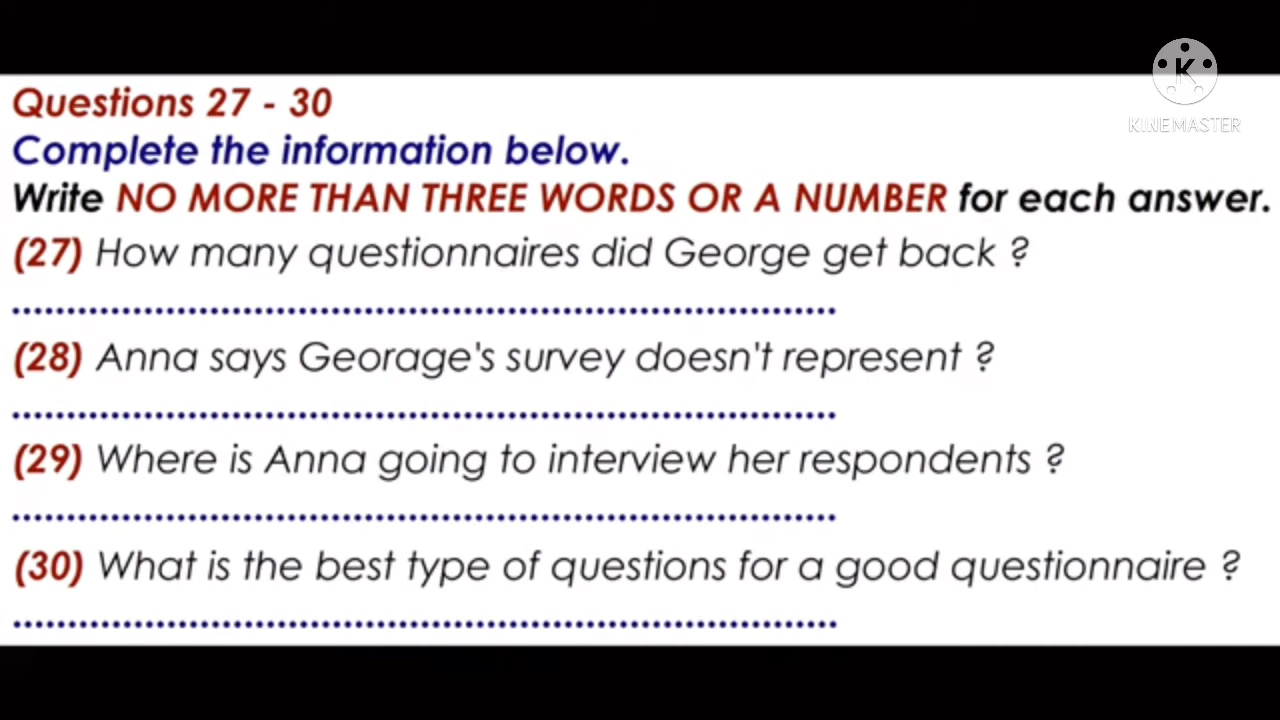 K
KINEMASTER
Questions 27 - 30
Complete the information below.
Write NO MORE THAN THREE WORDS OR A NUMBER for each answer.
(27) How many questionnaires did George get back ?
................................................................................
(28) Anna says Georage's survey doesn't represent ?
................................................................................
(29) Where is Anna going to interview her respondents ?
................................................................................
(30) What is the best type of questions for a good questionnaire ?
................................................................................